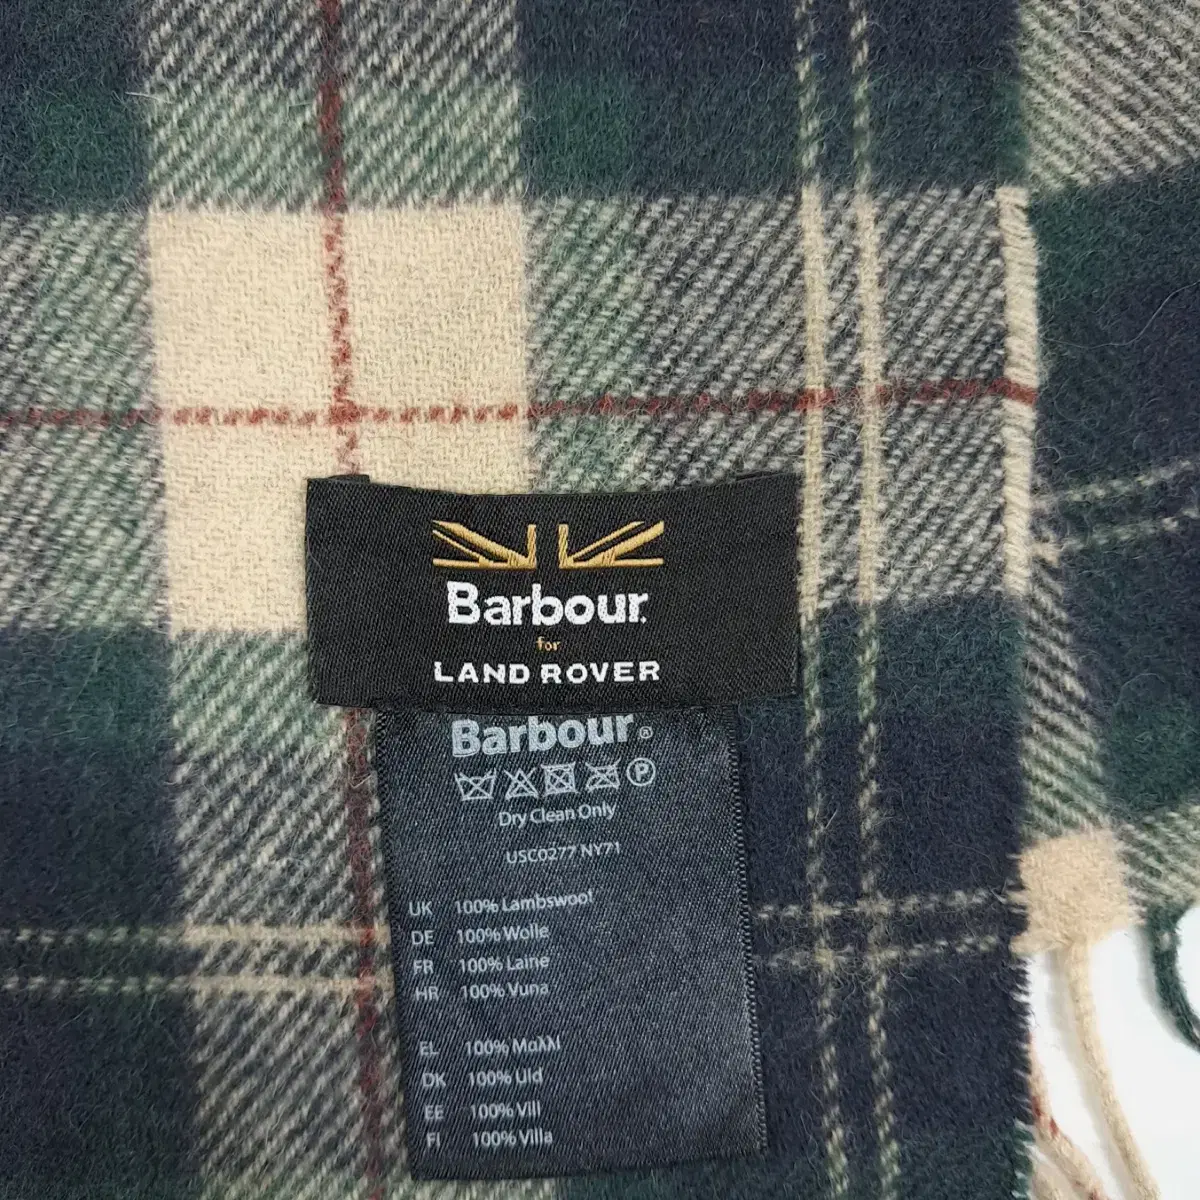 Barbour.
for
LAND ROVER
Barbour®
P
Dry Clean Only
USC0277 NY71
UK 100% Lambswool
DE 100% Wolle
FR 100% Laine
HR 100% Vuna
EL 100% Μαλλί
DK 100% Uld
EE 100% Vill
FI 100% Villa